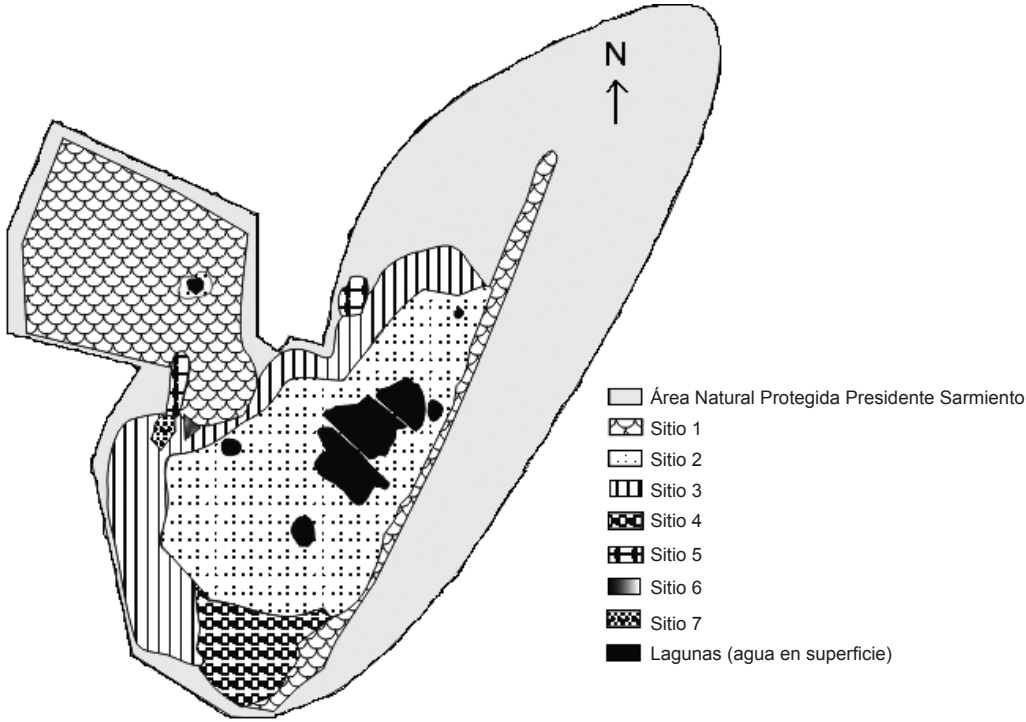 N
Área Natural Protegida Presidente Sarmiento
Sitio 1
Sitio 2
Sitio 3
Sitio 4
Sitio 5
Sitio 6
Sitio 7
Lagunas (agua en superficie)